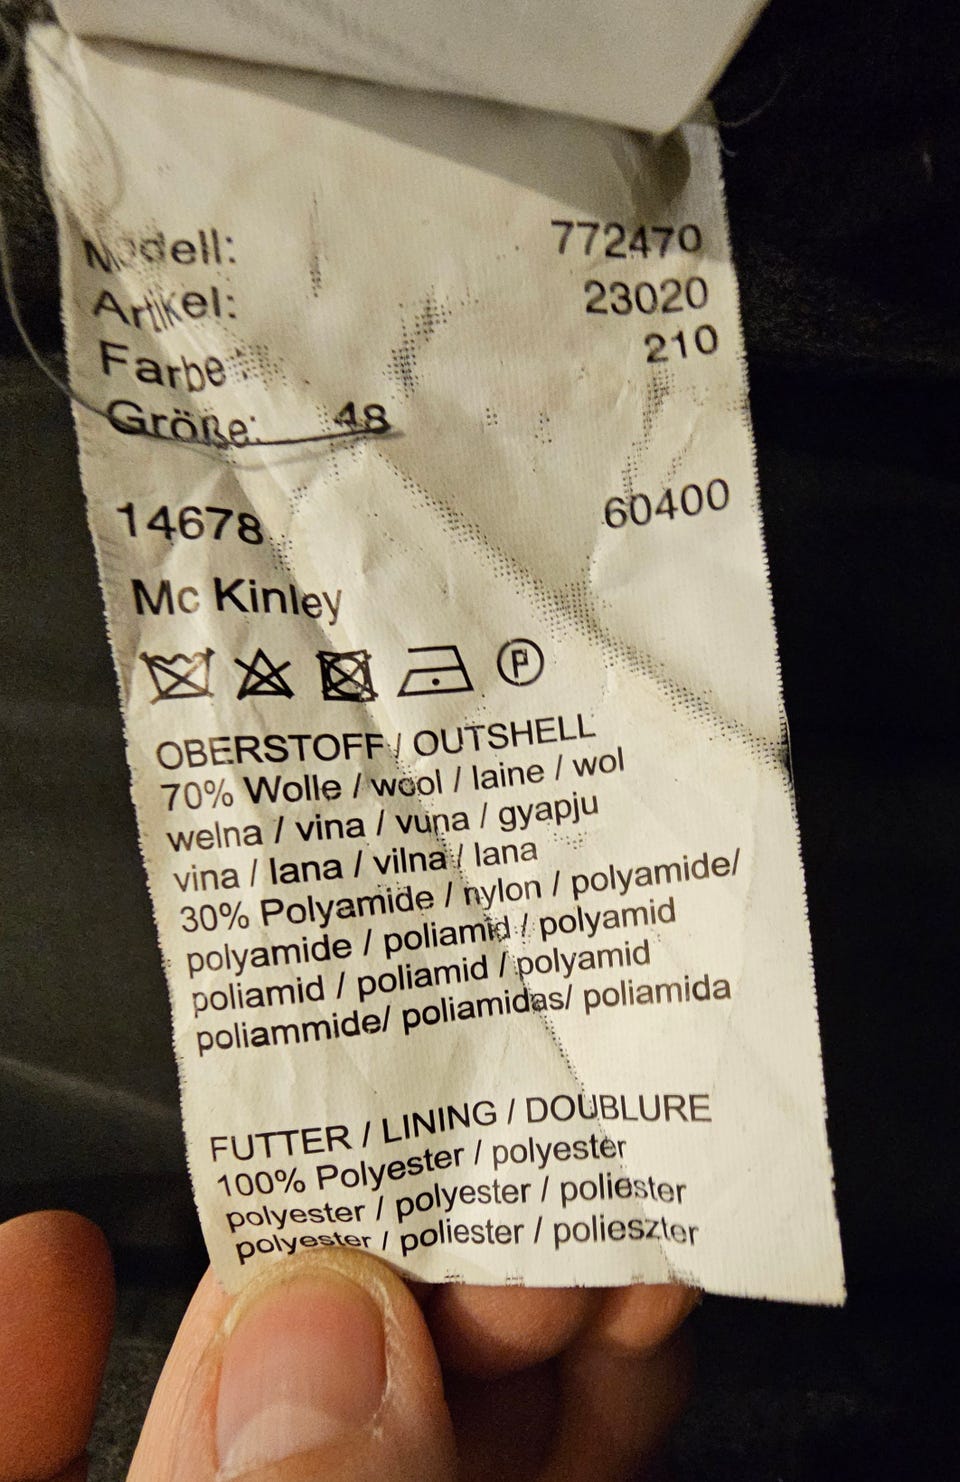 Modell: 772470
Artikel: 23020
Farbe: 210
Größe: 48
14678 60400
Mc Kinley
P
OBERSTOFF / OUTSHELL
70% Wolle / wool / laine / wol
welna / vina / vuna / gyapju
vina / lana / vilna / lana
30% Polyamide / nylon / polyamide/
polyamide / poliamid / polyamid
poliamid / poliamid / polyamid
poliammide/ poliamidas/ poliamida
FUTTER / LINING / DOUBLURE
100% Polyester / polyester
polyester / polyester / poliester
polyester / poliester / polieszter